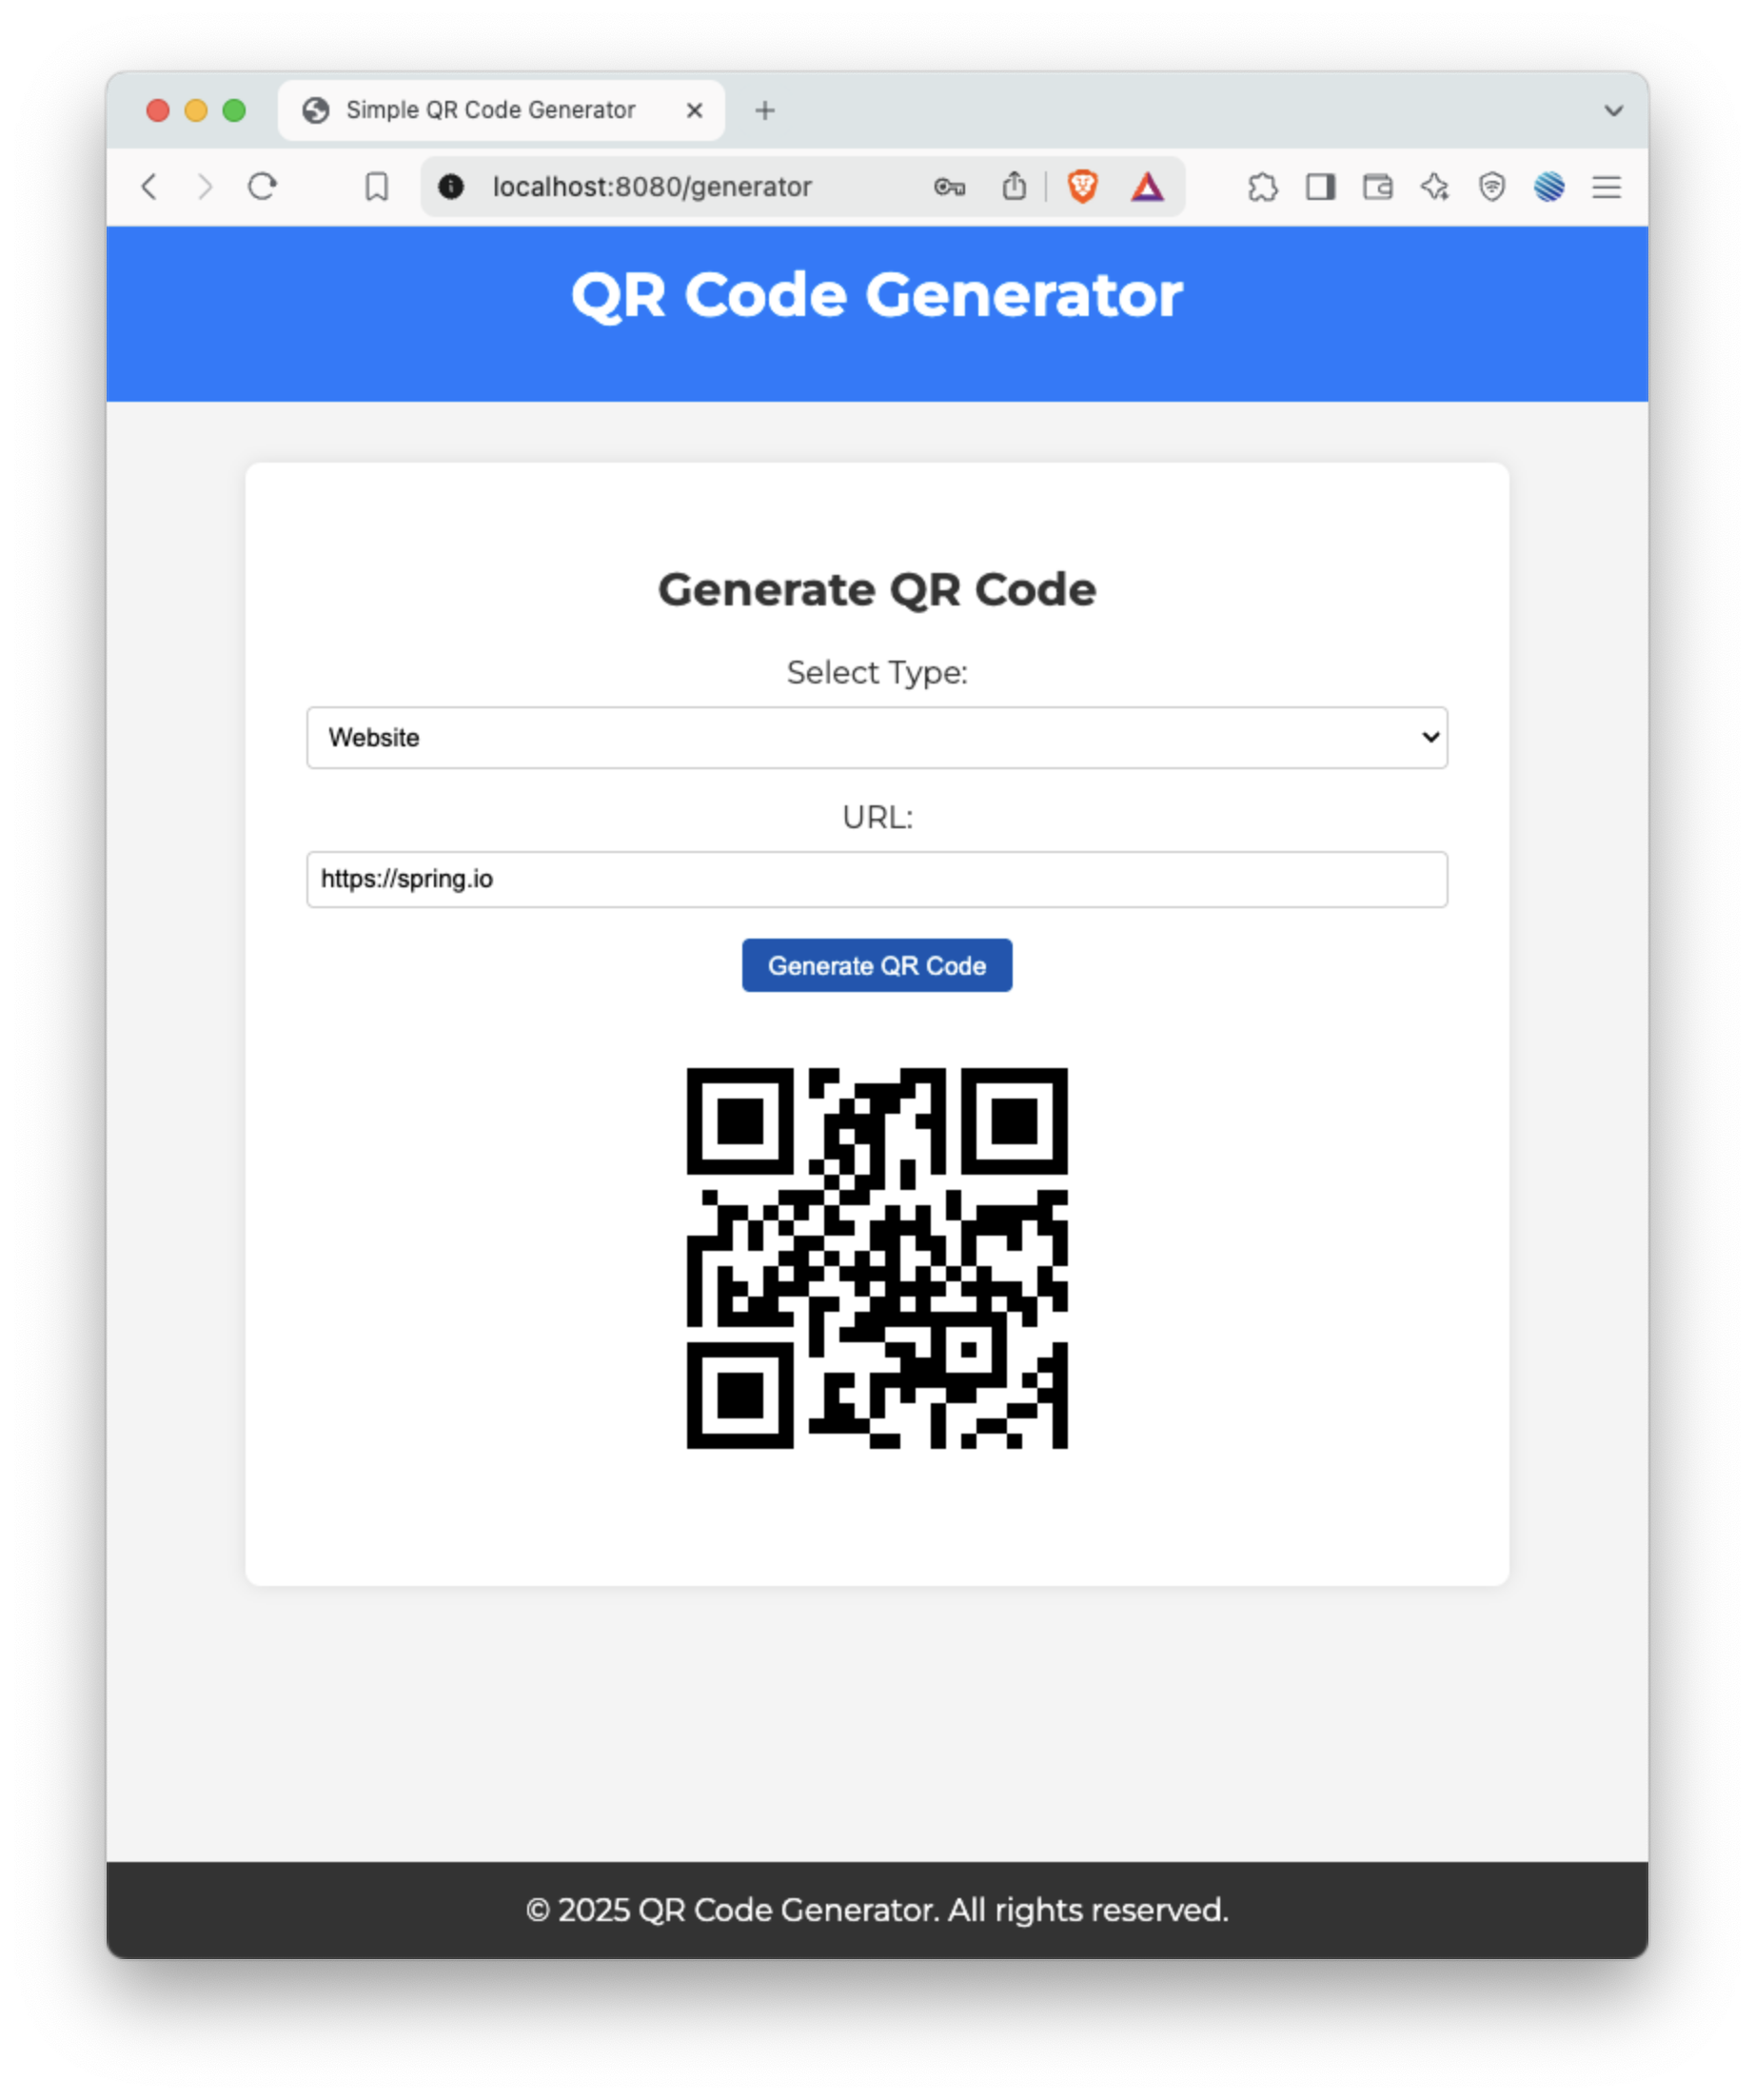 Simple QR Code Generator
localhost:8080/generator
QR Code Generator
Generate QR Code
Select Type:
Website
URL:
https://spring.io
Generate QR Code
© 2025 QR Code Generator. All rights reserved.